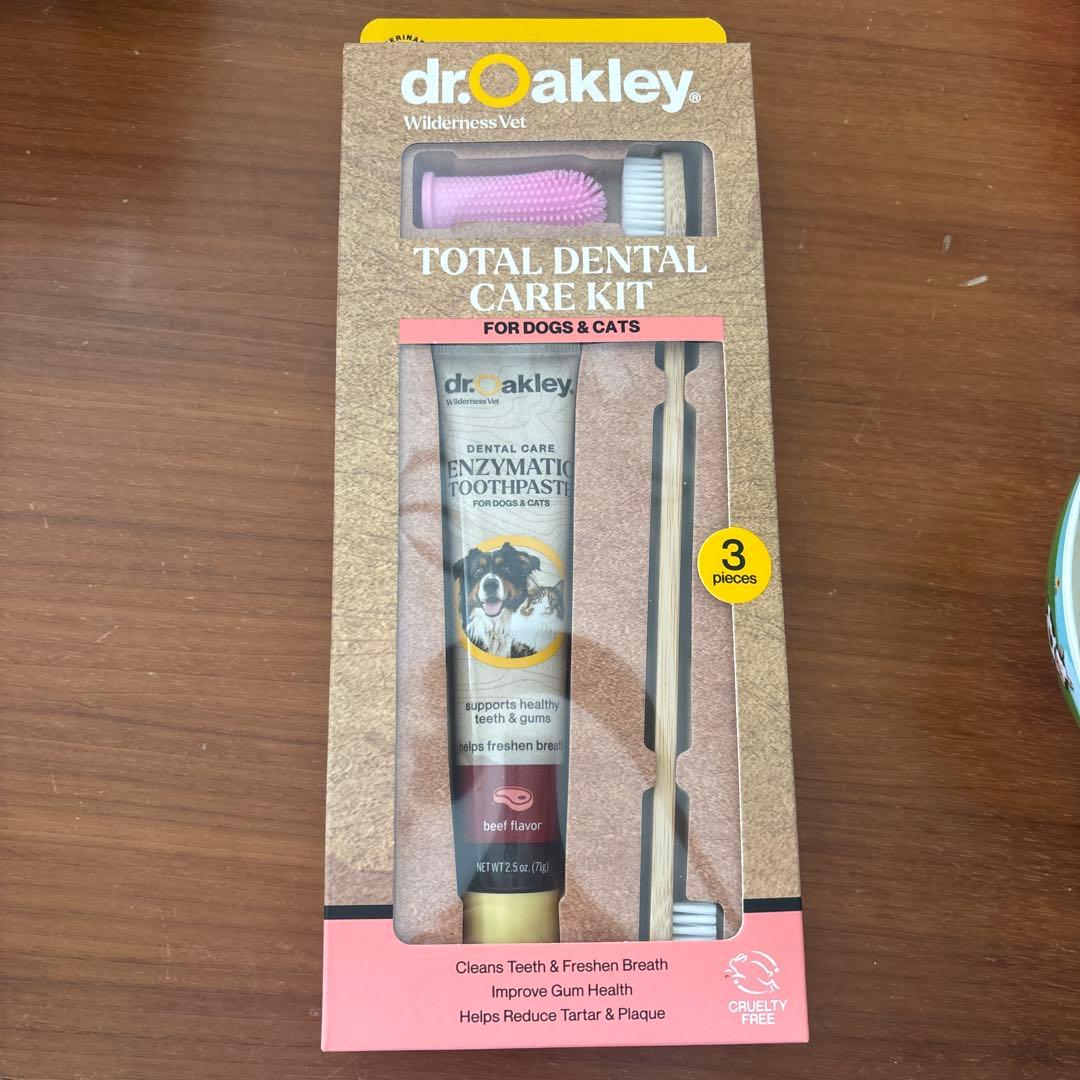 dr.Oakley®
Wilderness Vet
TOTAL DENTAL
CARE KIT
FOR DOGS & CATS
dr.Oakley
Wilderness Vet
DENTAL CARE
ENZYMATIC
TOOTHPASTE
FOR DOGS & CATS
3
pieces
supports healthy
teeth & gums
helps freshen breath
beef flavor
NET WT 2.5 oz. (71g)
Cleans Teeth & Freshen Breath
Improve Gum Health
Helps Reduce Tartar & Plaque
CRUELTY
FREE